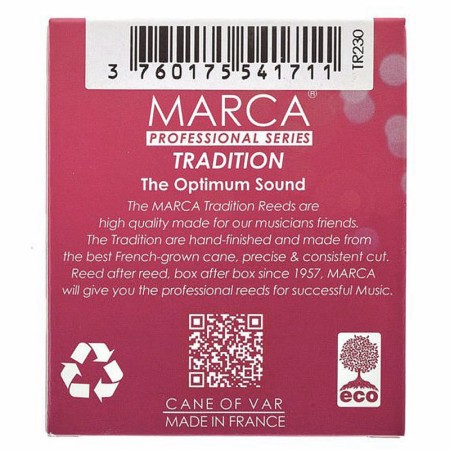 TR230
3 760175 541711
MARCA®
PROFESSIONAL SERIES
TRADITION
The Optimum Sound
The MARCA Tradition Reeds are
high quality made for our musicians friends.
The Tradition are hand-finished and made from
the best French-grown cane, precise & consistent cut.
Reed after reed, box after box since 1957, MARCA
will give you the professional reeds for successful Music.
eco
CANE OF VAR
MADE IN FRANCE